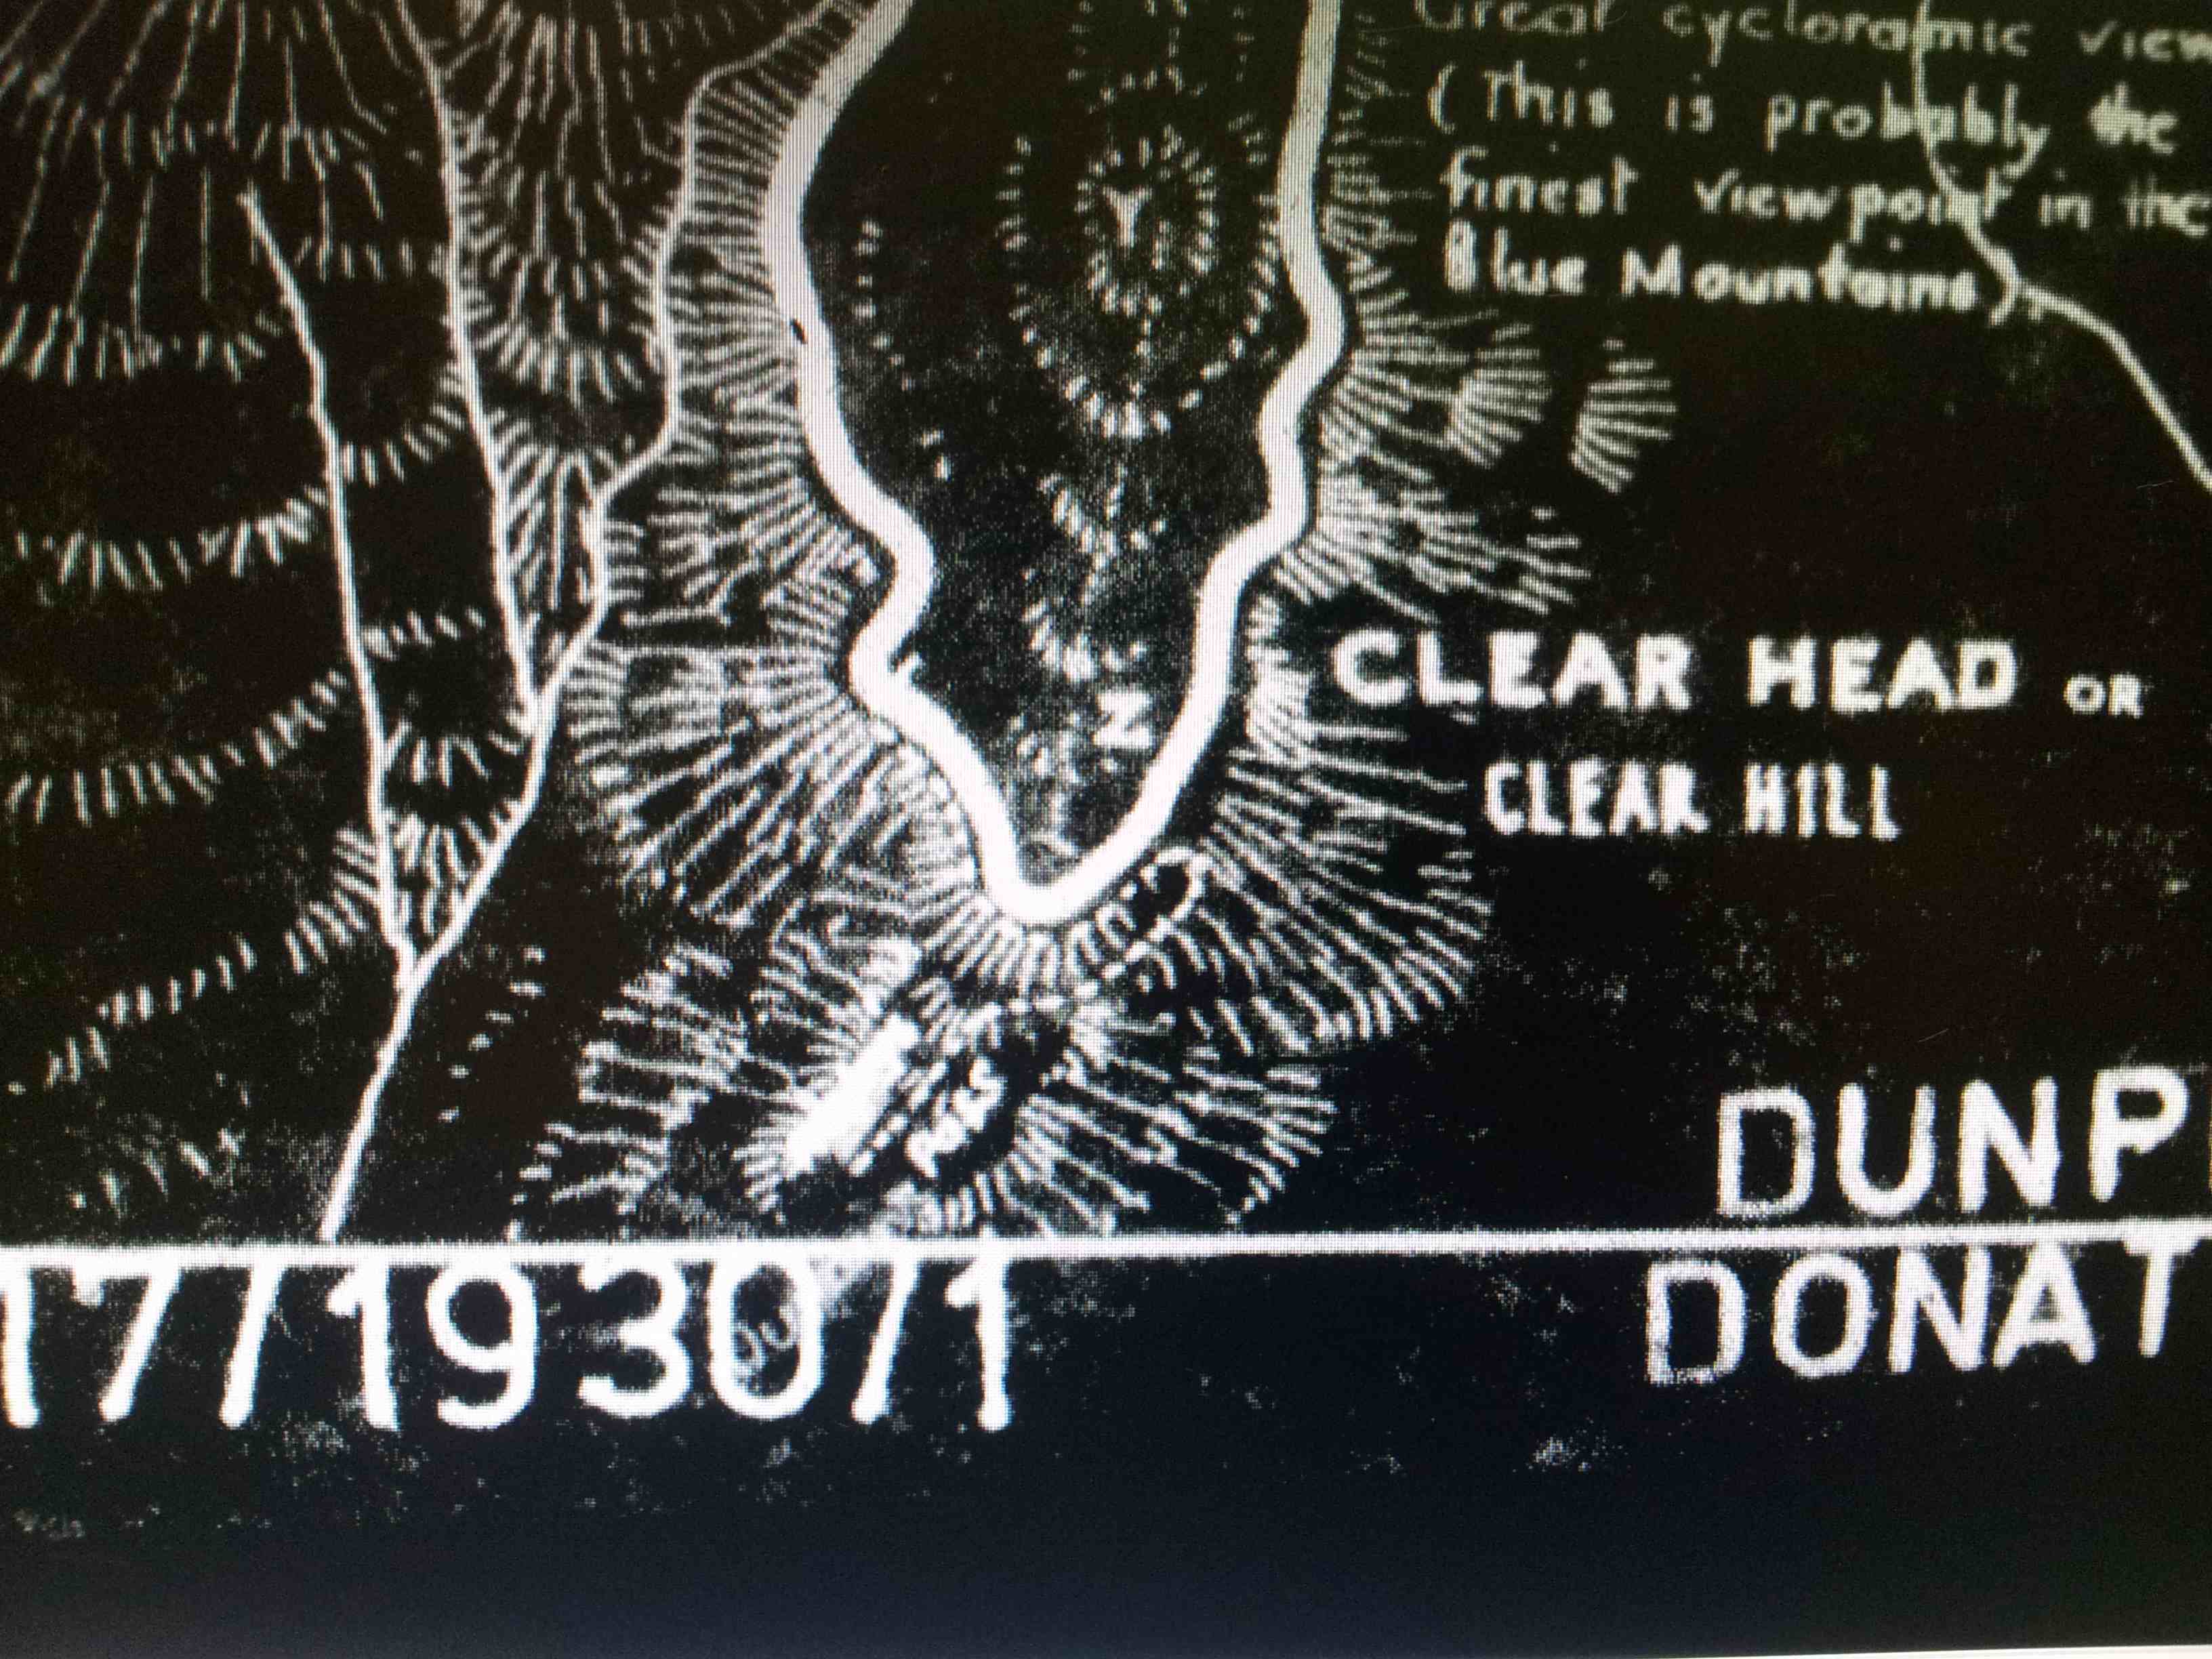 Great cycloramic view
(This is probably the
finest viewpoint in the
Blue Mountains)
Y
CLEAR HEAD OR
Z
CLEAR HILL
DUNP
17/1930/1
DONAT